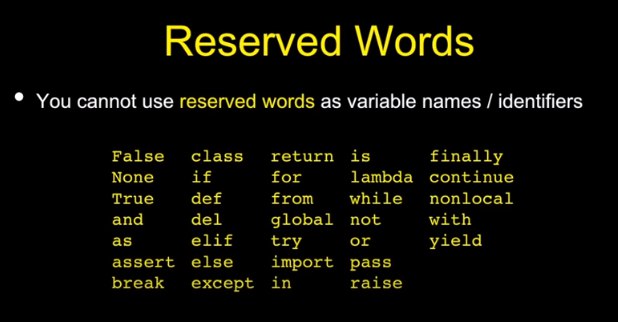 Reserved Words
• You cannot use reserved words as variable names / identifiers
False class return is finally
None if for lambda continue
True def from while nonlocal
and del global not with
as elif try or yield
assert else import pass
break except in raise